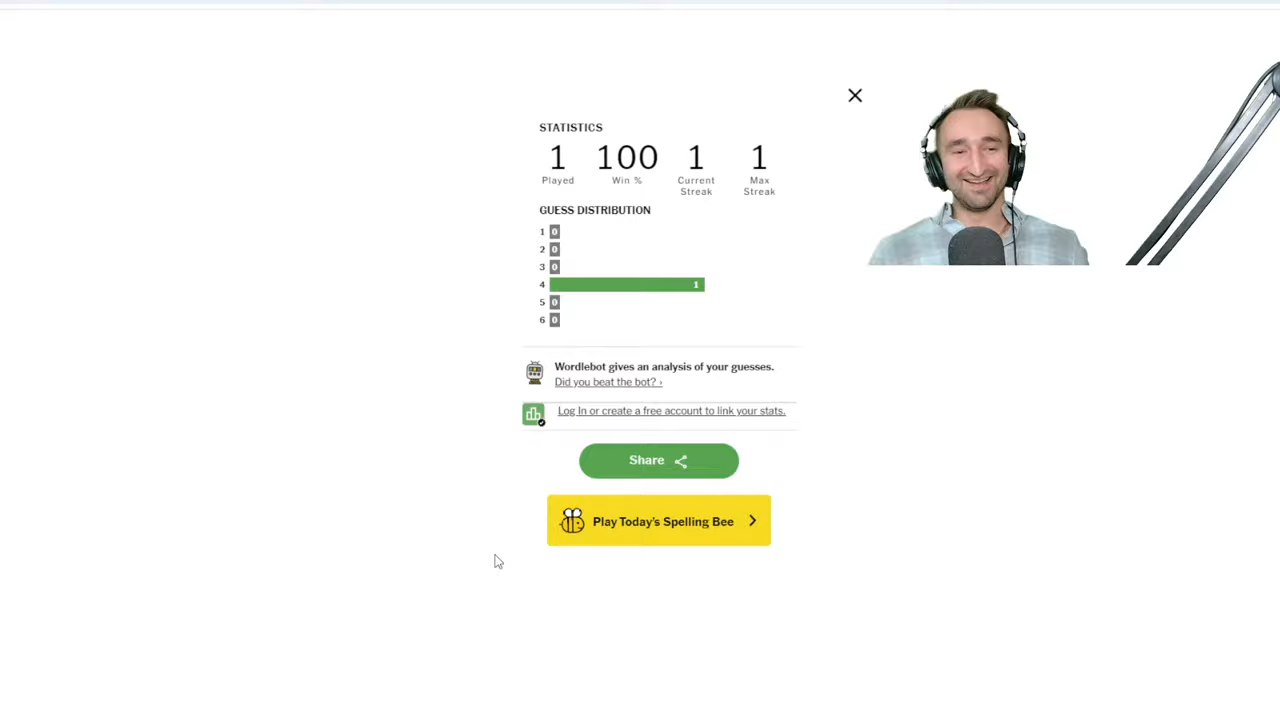 STATISTICS
1 100 1 1
Played Win % Current Streak Max Streak
GUESS DISTRIBUTION
1 0
2 0
3 0
4 1
5 0
6 0
Wordlebot gives an analysis of your guesses.
Did you beat the bot? ›
Log In or create a free account to link your stats.
Share
Play Today's Spelling Bee